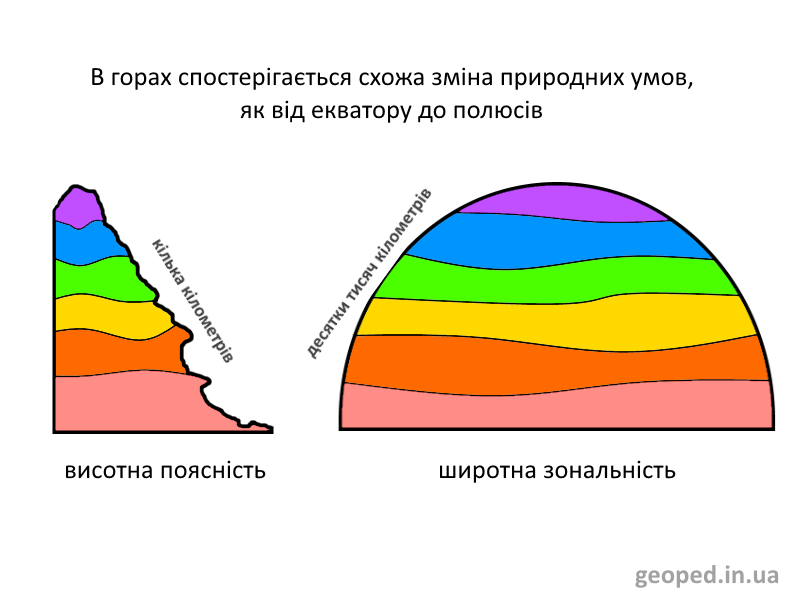 В горах спостерігається схожа зміна природних умов,
як від екватору до полюсів
кілька кілометрів
десятки тисяч кілометрів
висотна поясність
широтна зональність
geoped.in.ua